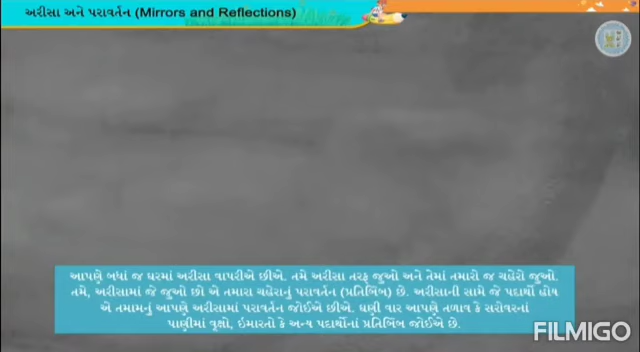 અરીસા અને પરાવર્તન (Mirrors and Reflections)
આપણે બધાં જ ઘરમાં અરીસા વાપરીએ છીએ. તમે અરીસા તરફ જુઓ અને તેમાં તમારો જ ચહેરો જુઓ.
તમે, અરીસામાં જે જુઓ છો એ તમારા ચહેરાનું પરાવર્તન (પ્રતિબિંબ) છે. અરીસાની સામે જે પદાર્થો હોય
એ તમામનું આપણે અરીસામાં પરાવર્તન જોઈએ છીએ. ઘણી વાર આપણે તળાવ કે સરોવરનાં
પાણીમાં વૃક્ષો, ઇમારતો કે અન્ય પદાર્થોનાં પ્રતિબિંબ જોઈએ છે.
FILMIGO